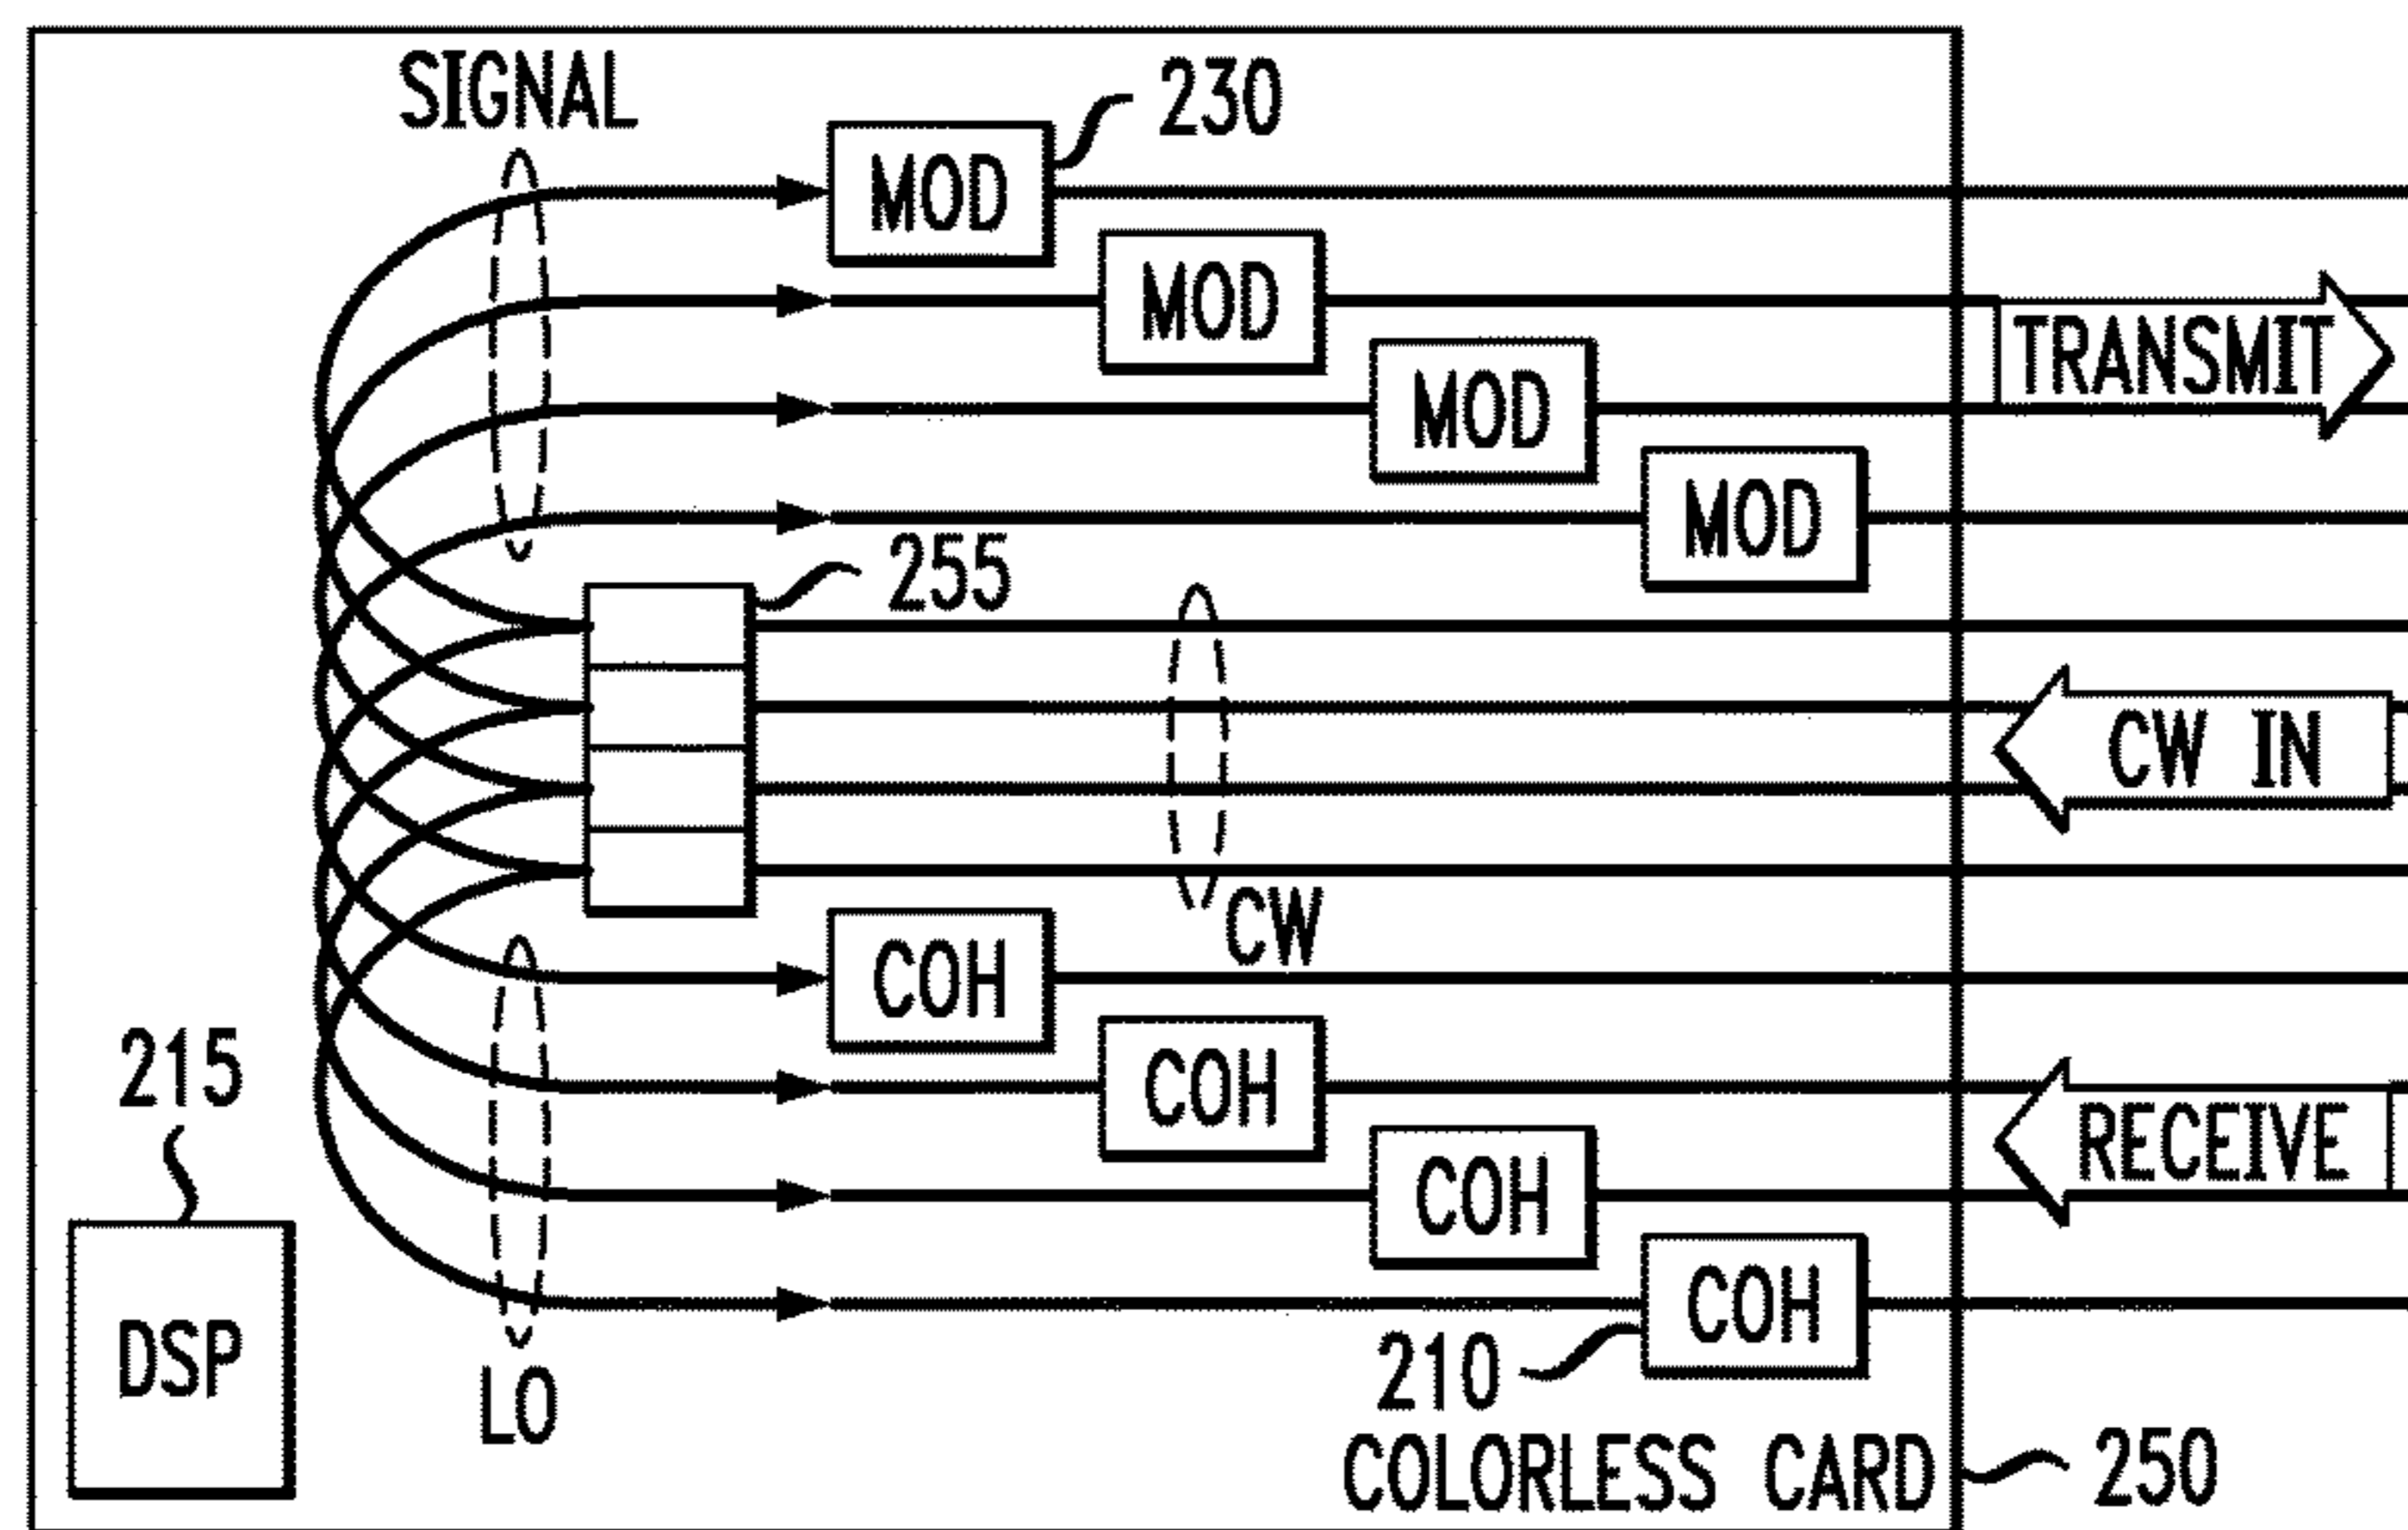 SIGNAL
230
MOD
MOD
TRANSMIT
MOD
MOD
255
CW IN
CW
COH
215
COH
RECEIVE
COH
COH
DSP
210
LO
COLORLESS CARD
250